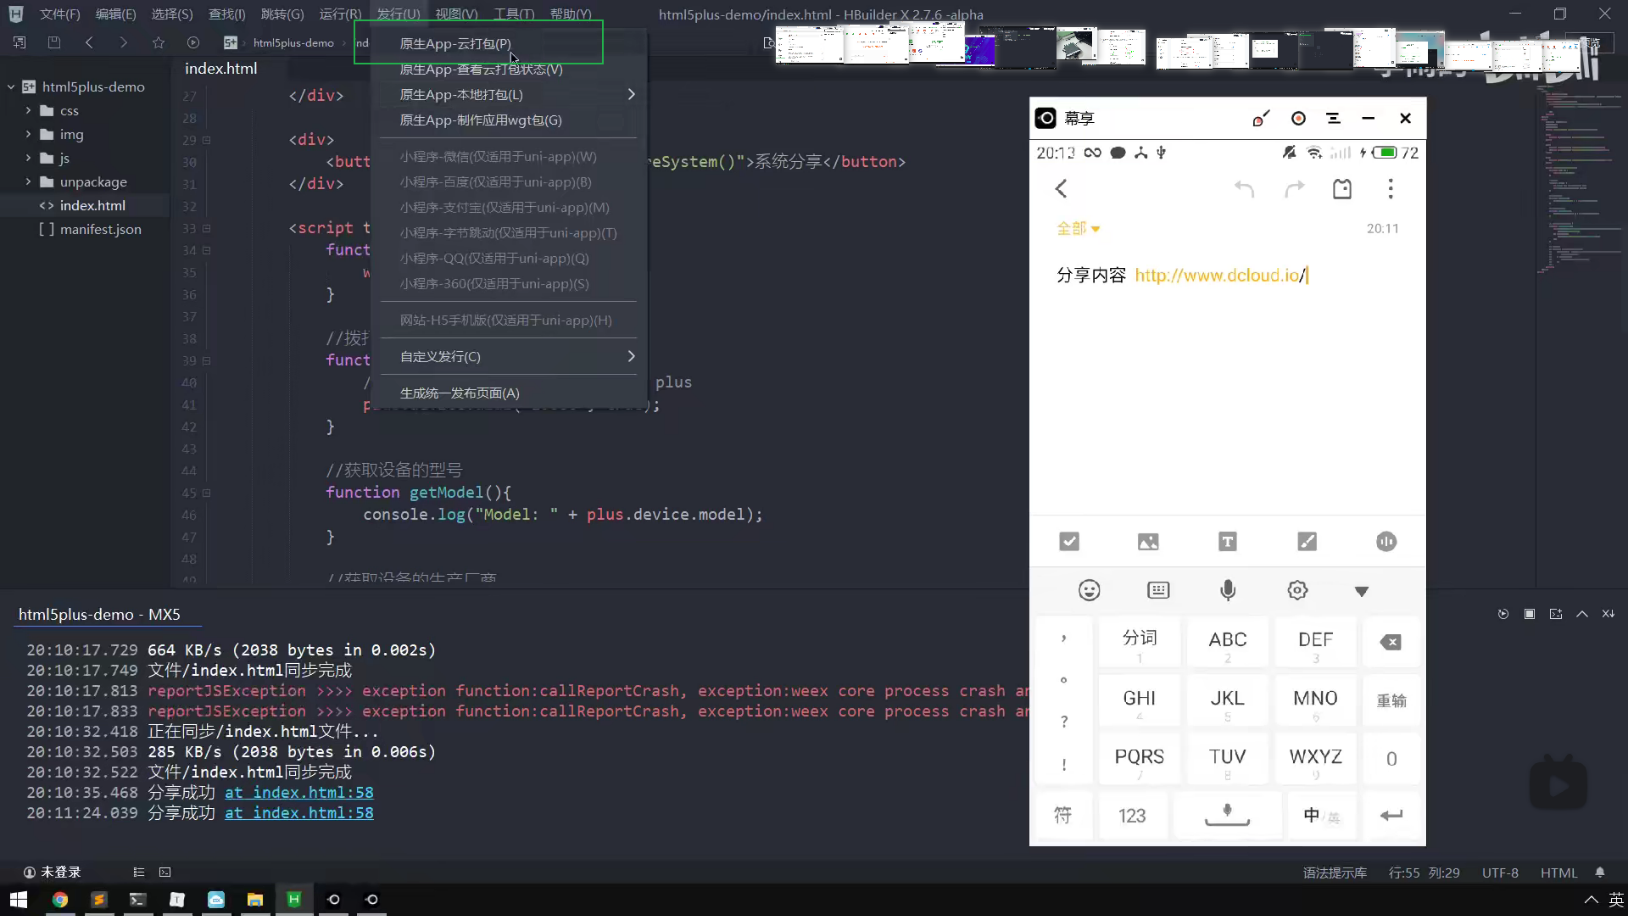 文件(F) 编辑(E) 选择(S) 查找(I) 跳转(G) 运行(R) 发行(U) 视图(V) 工具(T) 帮助(Y) html5plus-demo/index.html - HBuilder X 2.7.6 -alpha
html5plus-demo
原生App-云打包(P)
原生App-查看云打包状态(V)
原生App-本地打包(L)
原生App-制作应用wgt包(G)
小程序-微信(仅适用于uni-app)(W)
小程序-百度(仅适用于uni-app)(B)
小程序-支付宝(仅适用于uni-app)(M)
小程序-字节跳动(仅适用于uni-app)(T)
小程序-QQ(仅适用于uni-app)(Q)
小程序-360(仅适用于uni-app)(S)
网站-H5手机版(仅适用于uni-app)(H)
自定义发行(C)
生成统一发布页面(A)
html5plus-demo
css
img
js
unpackage
<> index.html
[ ] manifest.json
index.html
27 </div>
28
29 <div>
30 <butt reSystem()">系统分享</button>
31 </div>
32
33 <script t
34 func
35 w
36 }
37
38 //拨
39 func
40 / plus
41 p );
42 }
43
44 //获取设备的型号
45 function getModel(){
46 console.log("Model: " + plus.device.model);
47 }
48
49 //获取设备的生产厂商
幕享
20:13 72
全部 20:11
分享内容 http://www.dcloud.io/
， 分词 1 ABC 2 DEF 3
。 GHI 4 JKL 5 MNO 6 重输
? PQRS 7 TUV 8 WXYZ 9 0
!
符 123 中/英
html5plus-demo - MX5
20:10:17.729 664 KB/s (2038 bytes in 0.002s)
20:10:17.749 文件/index.html同步完成
20:10:17.813 reportJSException >>>> exception function:callReportCrash, exception:weex core process crash an
20:10:17.833 reportJSException >>>> exception function:callReportCrash, exception:weex core process crash an
20:10:32.418 正在同步/index.html文件...
20:10:32.503 285 KB/s (2038 bytes in 0.006s)
20:10:32.522 文件/index.html同步完成
20:10:35.468 分享成功 at index.html:58
20:11:24.039 分享成功 at index.html:58
未登录 语法提示库 行:55 列:29 UTF-8 HTML
英